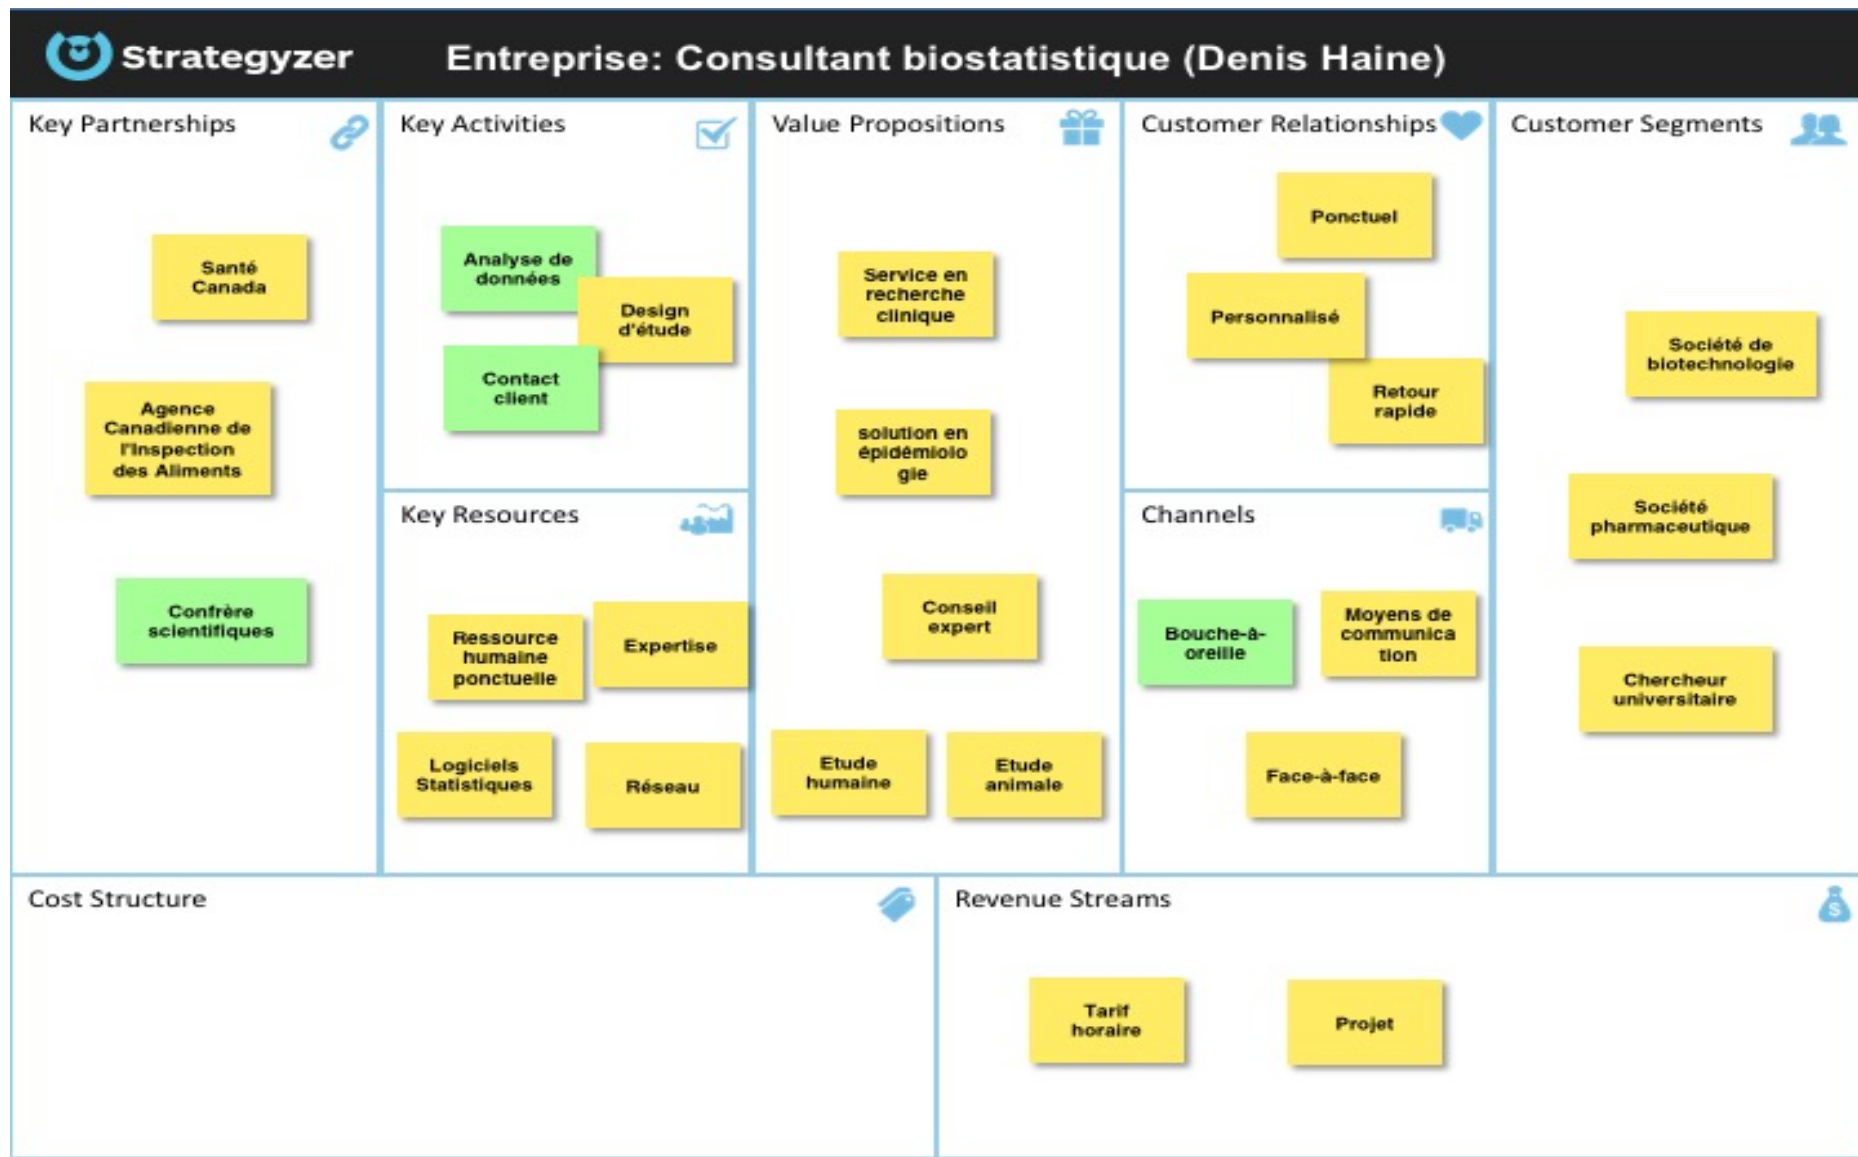 Strategyzer
Entreprise: Consultant biostatistique (Denis Haine)
Key Partnerships
Santé
Canada
Agence
Canadienne de
l'Inspection
des Aliments
Confrère
scientifiques
Key Activities
Analyse de
données
Design
d'étude
Contact
client
Key Resources
Ressource
humaine
ponctuelle
Expertise
Logiciels
Statistiques
Réseau
Value Propositions
Service en
recherche
clinique
solution en
épidémiolo
gie
Conseil
expert
Etude
humaine
Etude
animale
Customer Relationships
Ponctuel
Personnalisé
Retour
rapide
Channels
Bouche-à-
oreille
Moyens de
communica
tion
Face-à-face
Customer Segments
Société de
biotechnologie
Société
pharmaceutique
Chercheur
universitaire
Cost Structure
Revenue Streams
$
Tarif
horaire
Projet